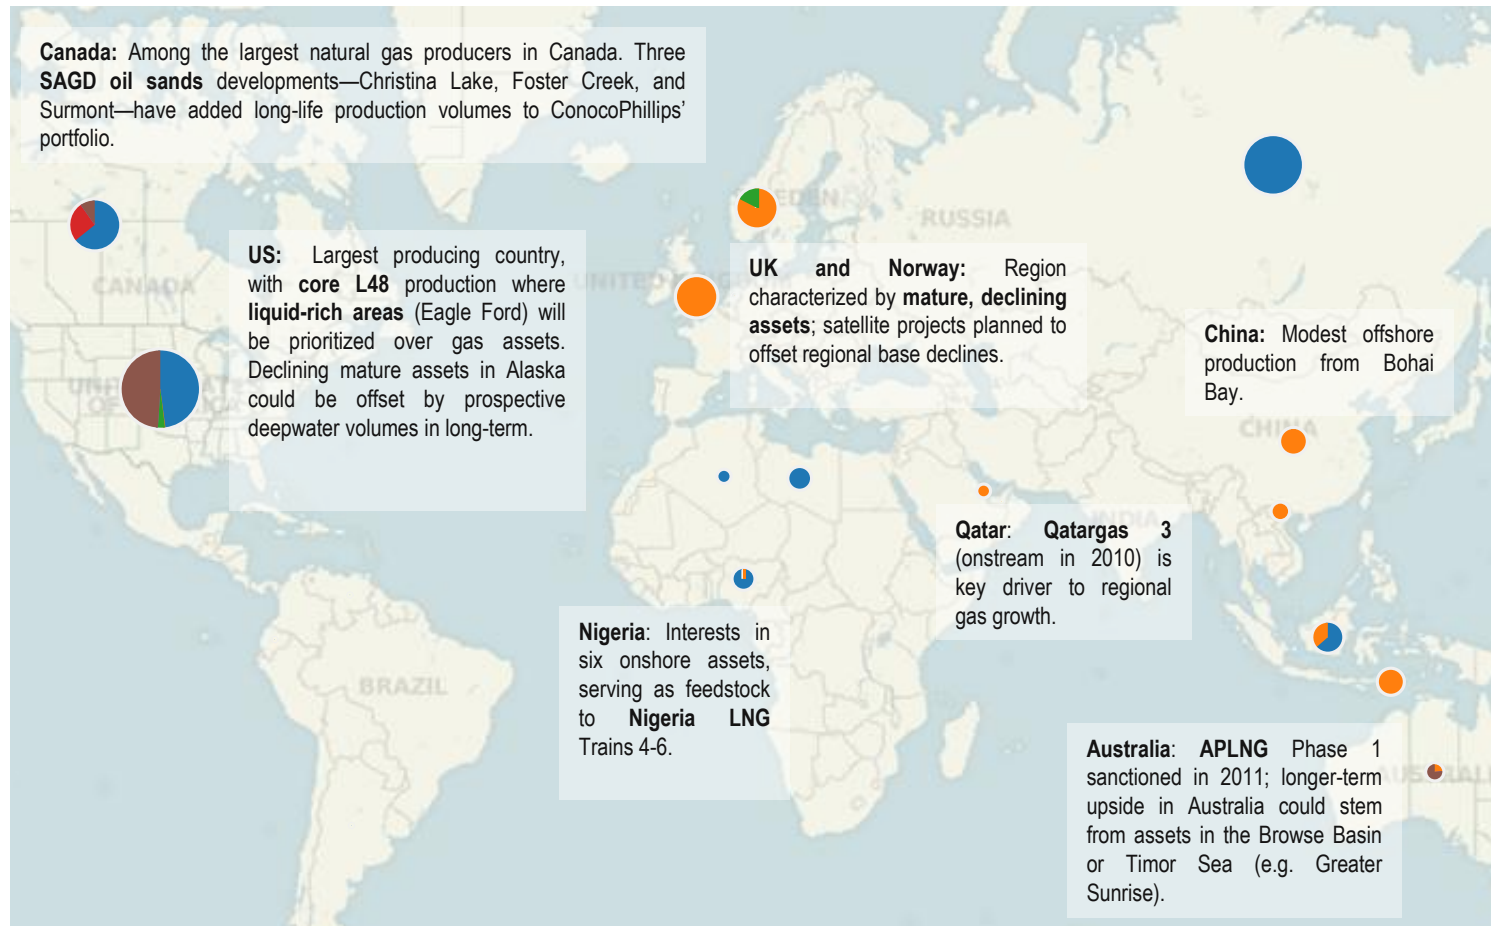 Canada: Among the largest natural gas producers in Canada. Three
SAGD oil sands developments—Christina Lake, Foster Creek, and
Surmont—have added long-life production volumes to ConocoPhillips'
portfolio.
RUSSIA
CANADA
US: Largest producing country,
with core L48 production where
liquid-rich areas (Eagle Ford) will
be prioritized over gas assets.
Declining mature assets in Alaska
could be offset by prospective
deepwater volumes in long-term.
UK and Norway: Region
characterized by mature, declining
assets; satellite projects planned to
offset regional base declines.
China: Modest offshore
production from Bohai
Bay.
CHINA
INDIA
Qatar: Qatargas 3
(onstream in 2010) is
key driver to regional
gas growth.
Nigeria: Interests in
six onshore assets,
serving as feedstock
to Nigeria LNG
Trains 4-6.
BRAZIL
Australia: APLNG Phase 1
sanctioned in 2011; longer-term
upside in Australia could stem
from assets in the Browse Basin
or Timor Sea (e.g. Greater
Sunrise).